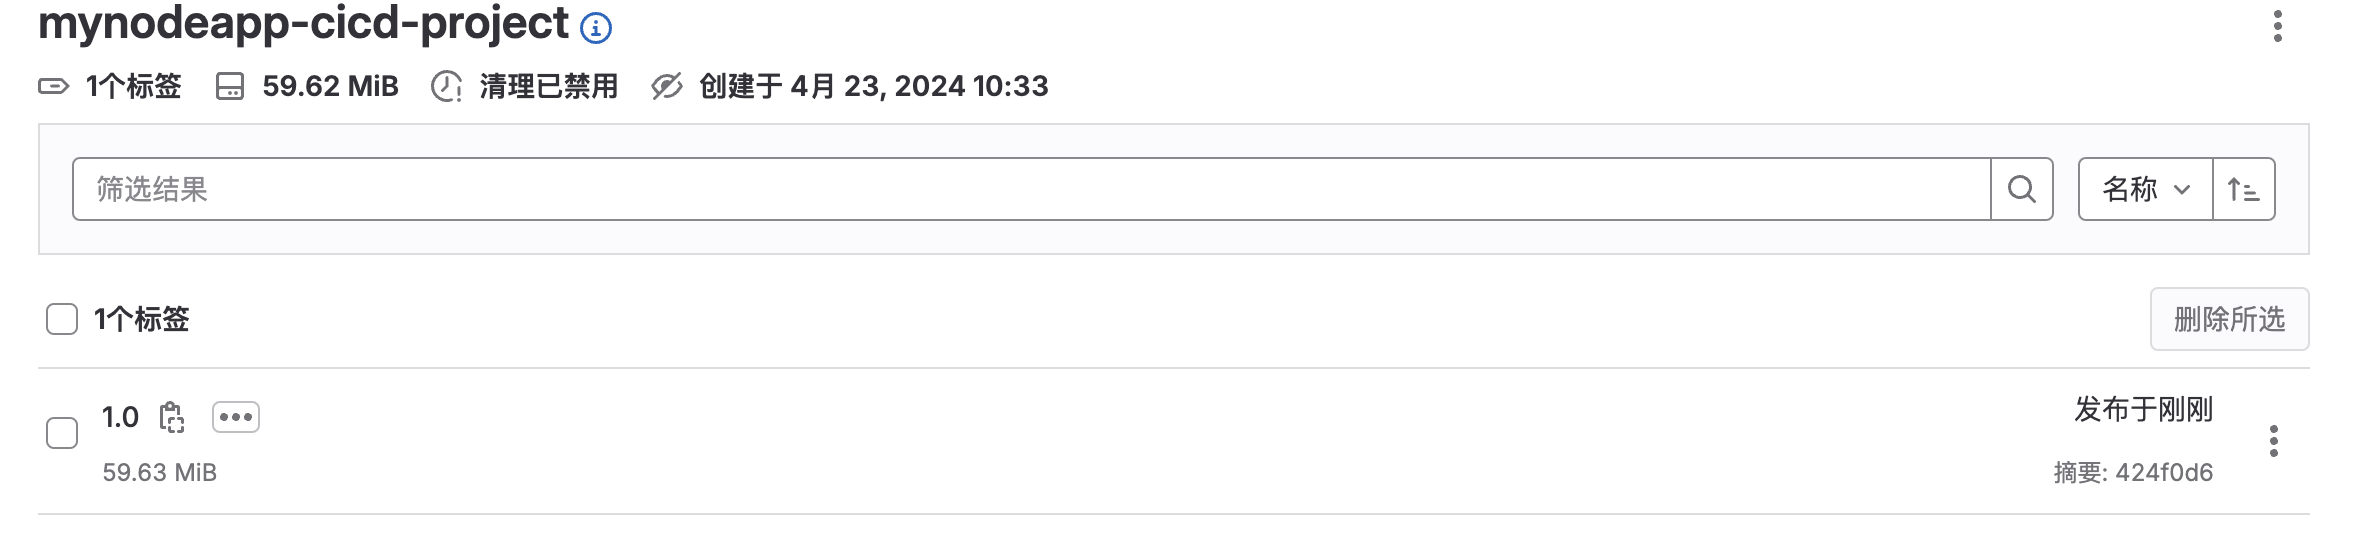 mynodeapp-cicd-project
1个标签 59.62 MiB 清理已禁用 创建于 4月 23, 2024 10:33
筛选结果 名称
1个标签 删除所选
1.0 发布于刚刚
59.63 MiB 摘要: 424f0d6